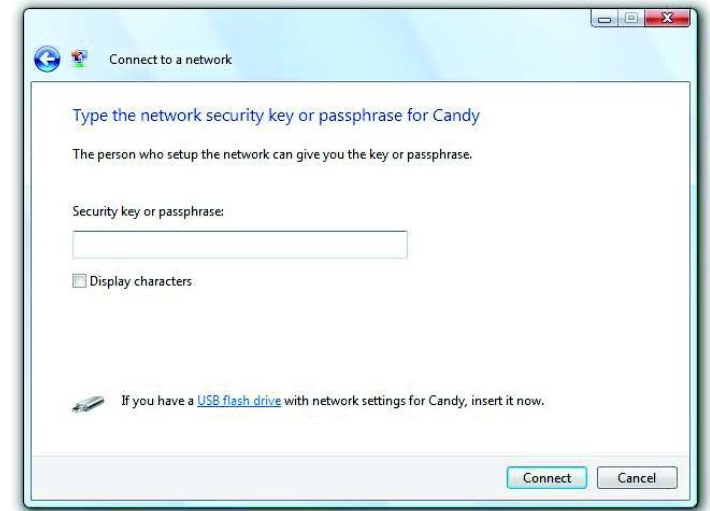 Connect to a network
Type the network security key or passphrase for Candy
The person who setup the network can give you the key or passphrase.
Security key or passphrase:
Display characters
If you have a USB flash drive with network settings for Candy, insert it now.
Connect Cancel